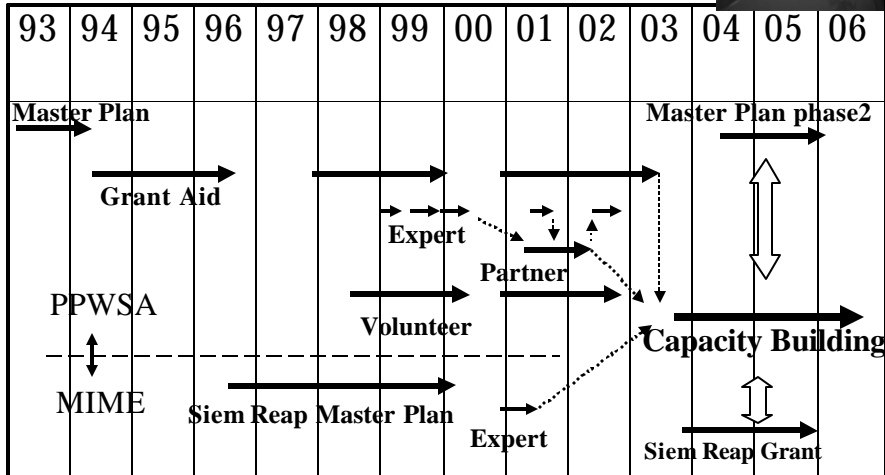 93 94 95 96 97 98 99 00 01 02 03 04 05 06
Master Plan
Master Plan phase2
Grant Aid
Expert
Partner
PPWSA
Volunteer
Capacity Building
MIME
Siem Reap Master Plan
Expert
Siem Reap Grant